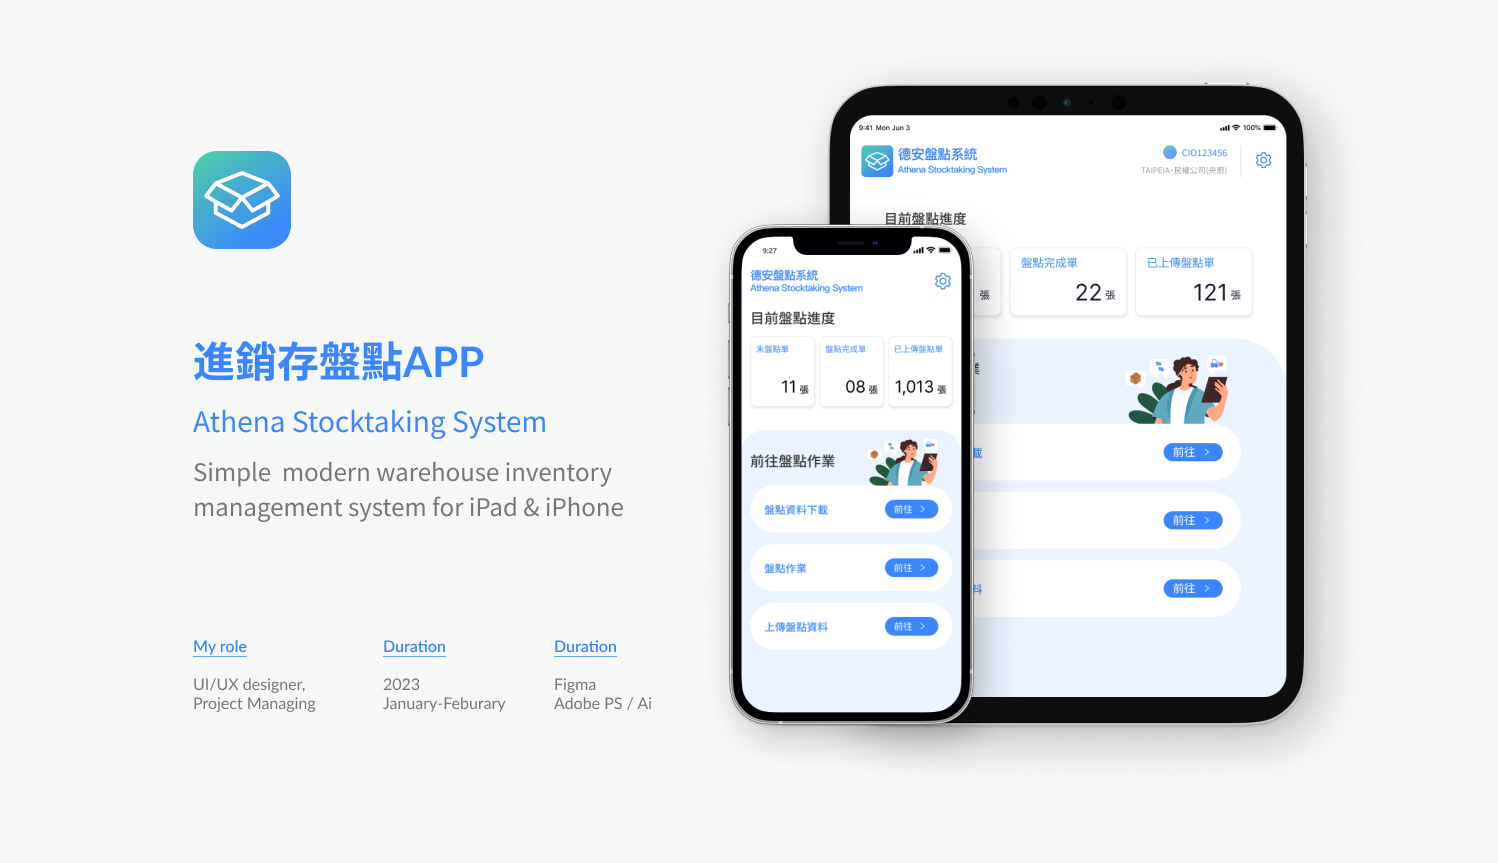 進銷存盤點APP
Athena Stocktaking System
Simple modern warehouse inventory
management system for iPad & iPhone
My role
UI/UX designer,
Project Managing
Duration
2023
January-Feburary
Duration
Figma
Adobe PS / Ai
9:27
德安盤點系統
Athena Stocktaking System
目前盤點進度
未盤點單
11 張
盤點完成單
08 張
已上傳盤點單
1,013 張
前往盤點作業
盤點資料下載
前往 >
盤點作業
前往 >
上傳盤點資料
前往 >
9:41 Mon Jun 3
100%
德安盤點系統
Athena Stocktaking System
CIO123456
TAIPEIA-民權公司(央廚)
目前盤點進度
張
盤點完成單
22 張
已上傳盤點單
121 張
業
載
前往 >
前往 >
料
前往 >